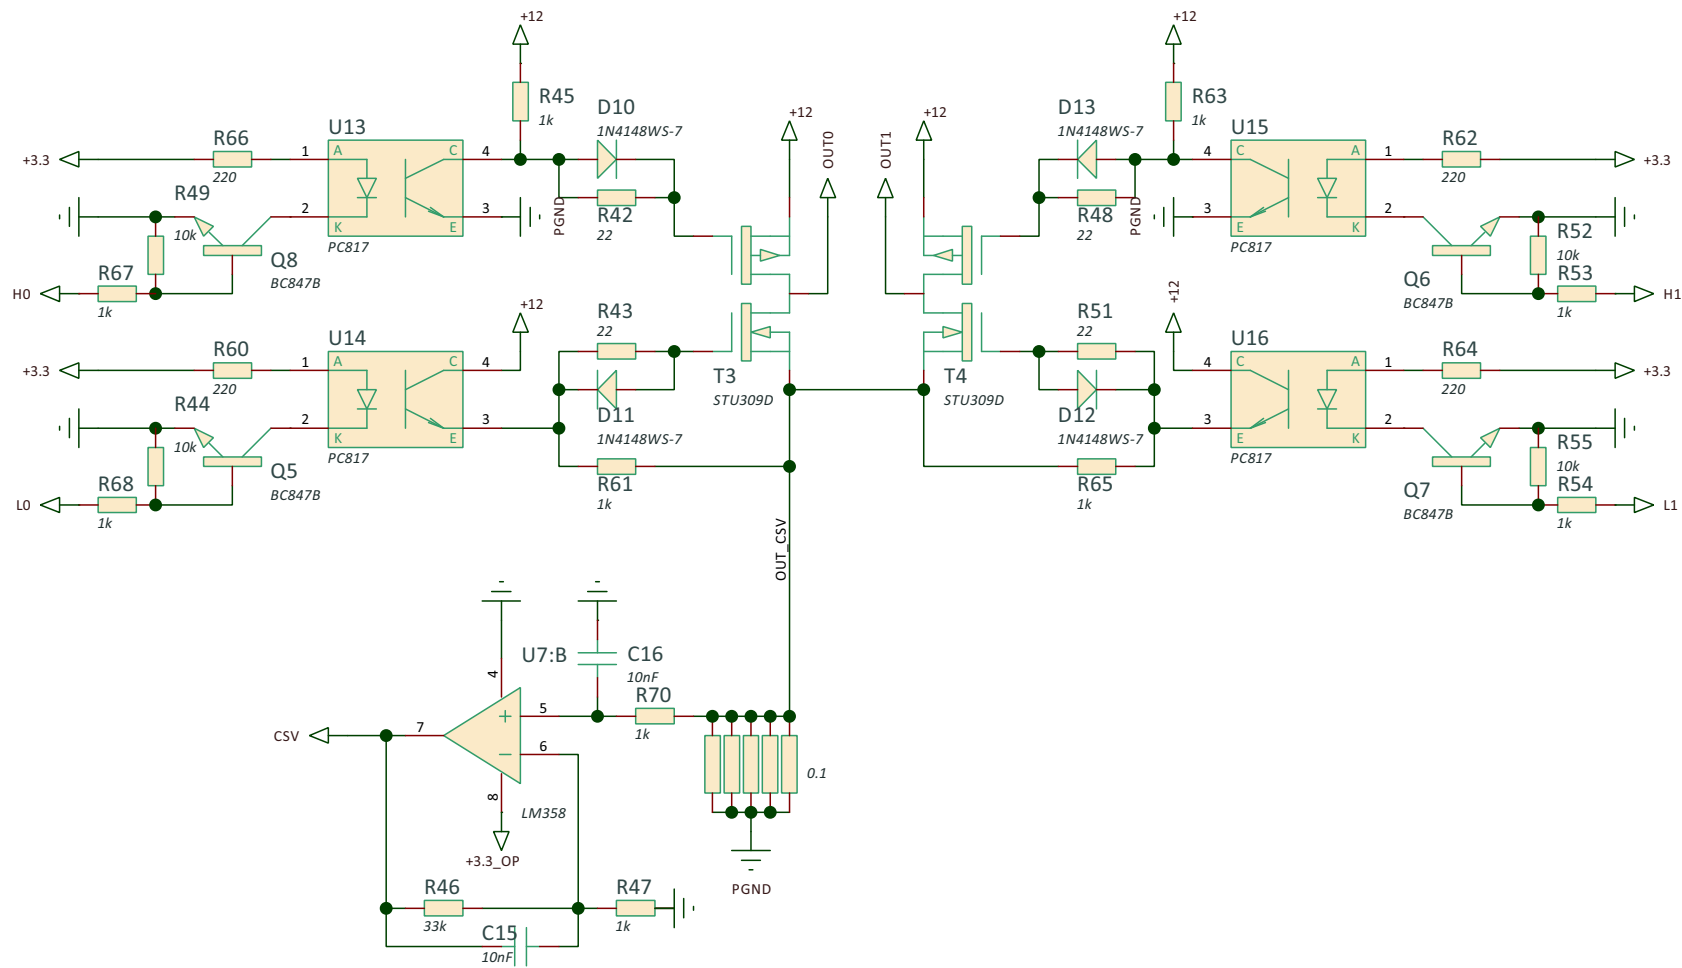 +12
+12
R45
1k
D10
1N4148WS-7
+12
OUT0
OUT1
+12
D13
1N4148WS-7
R63
1k
R66
220
+3.3
U13
1
A
C
4
2
K
E
3
PC817
R49
10k
R67
1k
H0
Q8
BC847B
PGND
R42
22
R48
22
PGND
U15
4
C
A
1
3
E
K
2
PC817
R62
220
+3.3
R52
10k
R53
1k
H1
Q6
BC847B
+12
R60
220
+3.3
U14
1
A
C
4
2
K
E
3
PC817
R44
10k
R68
1k
L0
Q5
BC847B
R43
22
D11
1N4148WS-7
R61
1k
T3
STU309D
T4
STU309D
R51
22
D12
1N4148WS-7
R65
1k
+12
U16
4
C
A
1
3
E
K
2
PC817
R64
220
+3.3
R55
10k
R54
1k
L1
Q7
BC847B
OUT_CSV
U7:B
C16
10nF
R70
1k
4
5
+
6
−
7
8
CSV
LM358
+3.3_OP
0.1
PGND
R46
33k
R47
1k
C15
10nF